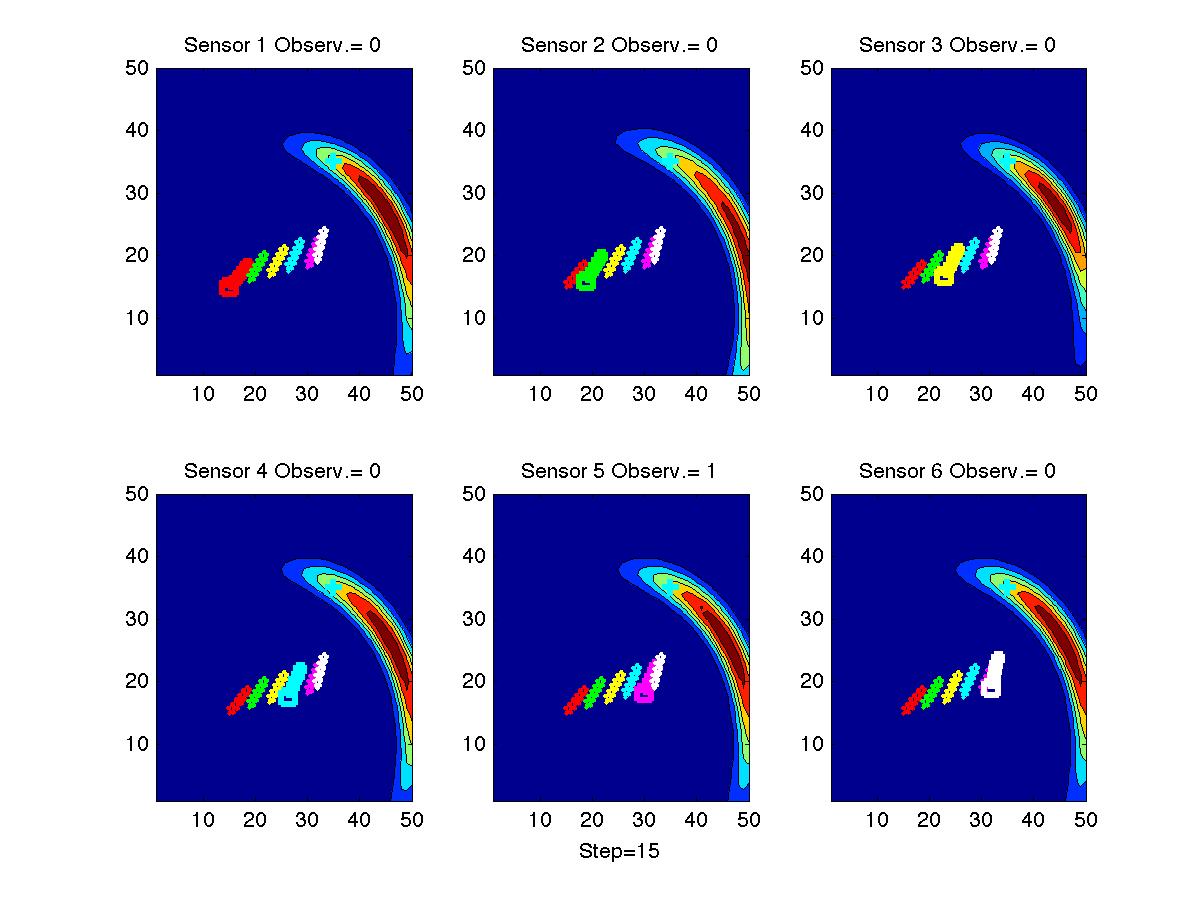 Sensor 1 Observ.= 0
Sensor 2 Observ.= 0
Sensor 3 Observ.= 0
50 50 50
40 40 40
30 30 30
20 20 20
10 10 10
10 20 30 40 50 10 20 30 40 50 10 20 30 40 50
Sensor 4 Observ.= 0
Sensor 5 Observ.= 1
Sensor 6 Observ.= 0
50 50 50
40 40 40
30 30 30
20 20 20
10 10 10
10 20 30 40 50 10 20 30 40 50 10 20 30 40 50
Step=15